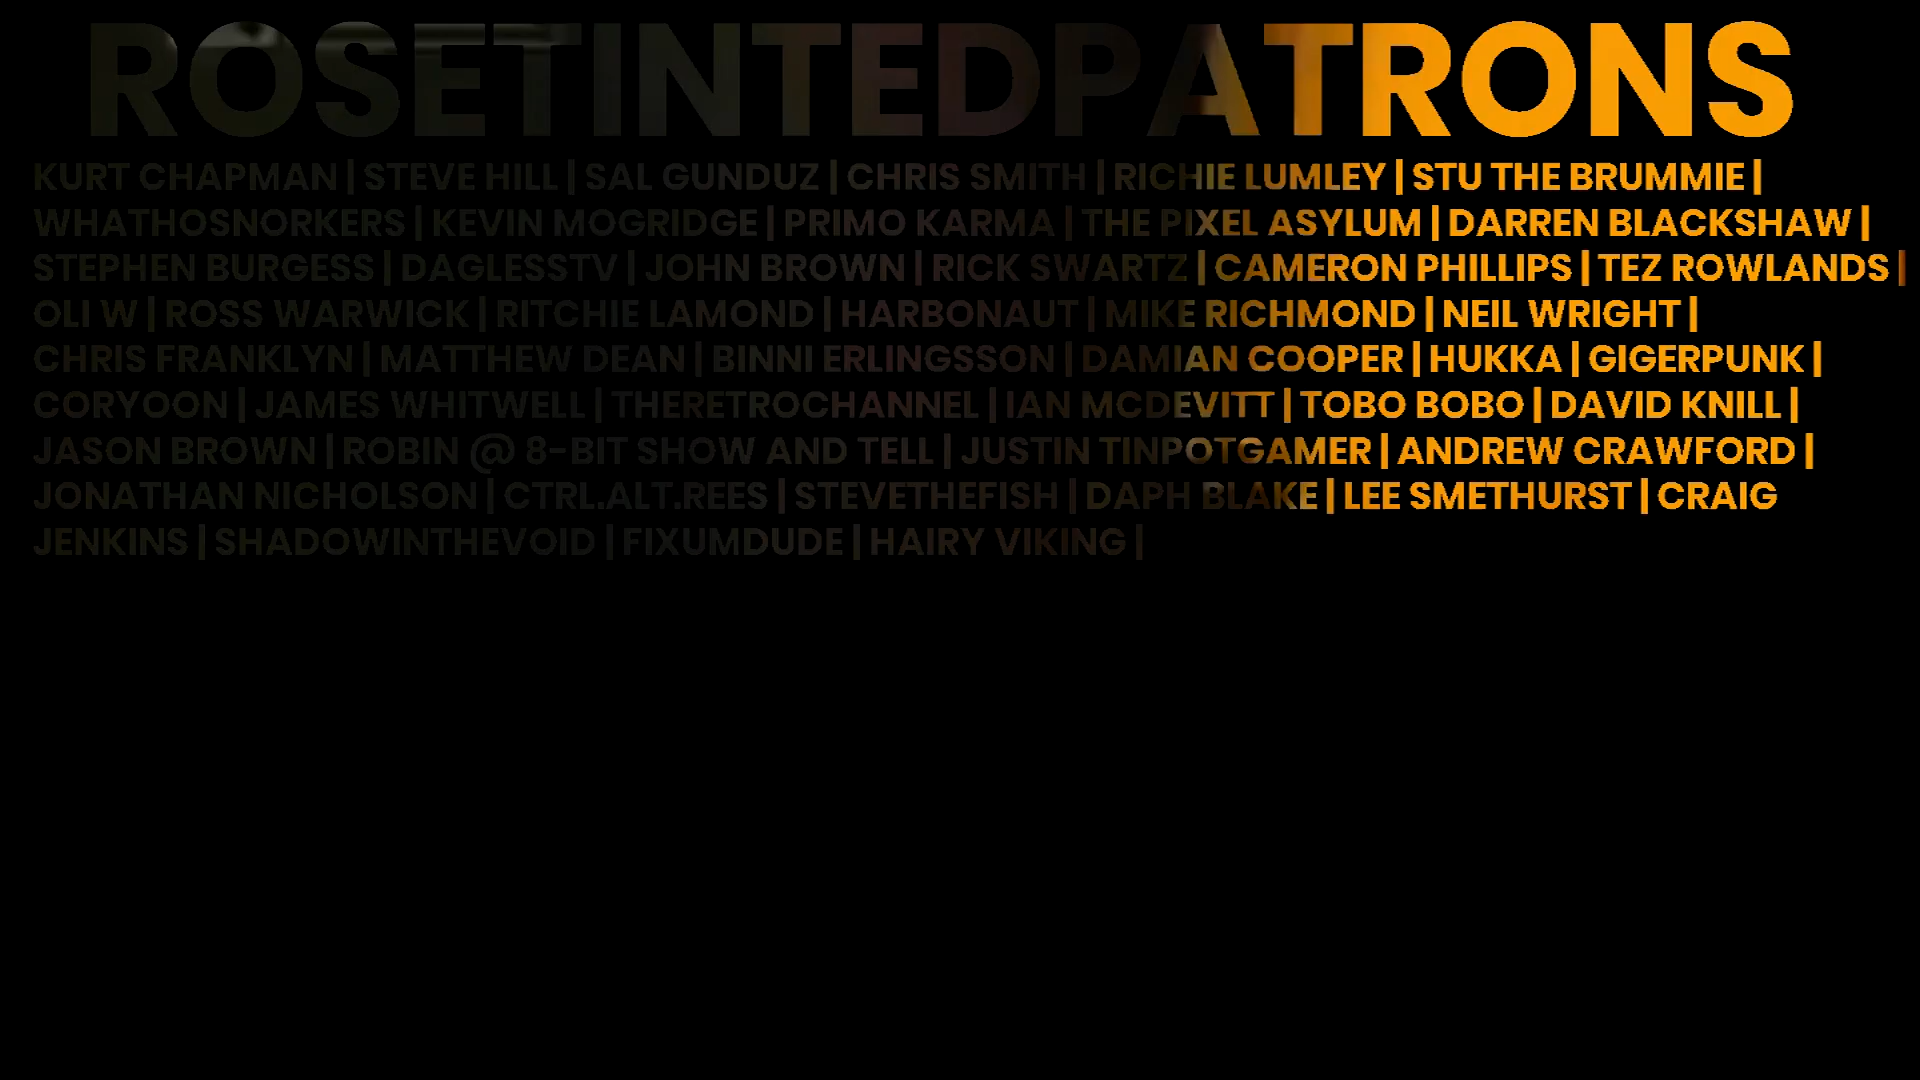 ROSETINTEDPATRONS
KURT CHAPMAN | STEVE HILL | SAL GUNDUZ | CHRIS SMITH | RICHIE LUMLEY | STU THE BRUMMIE |
WHATHOSNORKERS | KEVIN MOGRIDGE | PRIMO KARMA | THE PIXEL ASYLUM | DARREN BLACKSHAW |
STEPHEN BURGESS | DAGLESSTV | JOHN BROWN | RICK SWARTZ | CAMERON PHILLIPS | TEZ ROWLANDS |
OLI W | ROSS WARWICK | RITCHIE LAMOND | HARBONAUT | MIKE RICHMOND | NEIL WRIGHT |
CHRIS FRANKLYN | MATTHEW DEAN | BINNI ERLINGSSON | DAMIAN COOPER | HUKKA | GIGERPUNK |
CORYOON | JAMES WHITWELL | THERETROCHANNEL | IAN MCDEVITT | TOBO BOBO | DAVID KNILL |
JASON BROWN | ROBIN @ 8-BIT SHOW AND TELL | JUSTIN TINPOTGAMER | ANDREW CRAWFORD |
JONATHAN NICHOLSON | CTRL.ALT.REES | STEVETHEFISH | DAPH BLAKE | LEE SMETHURST | CRAIG
JENKINS | SHADOWINTHEVOID | FIXUMDUDE | HAIRY VIKING |